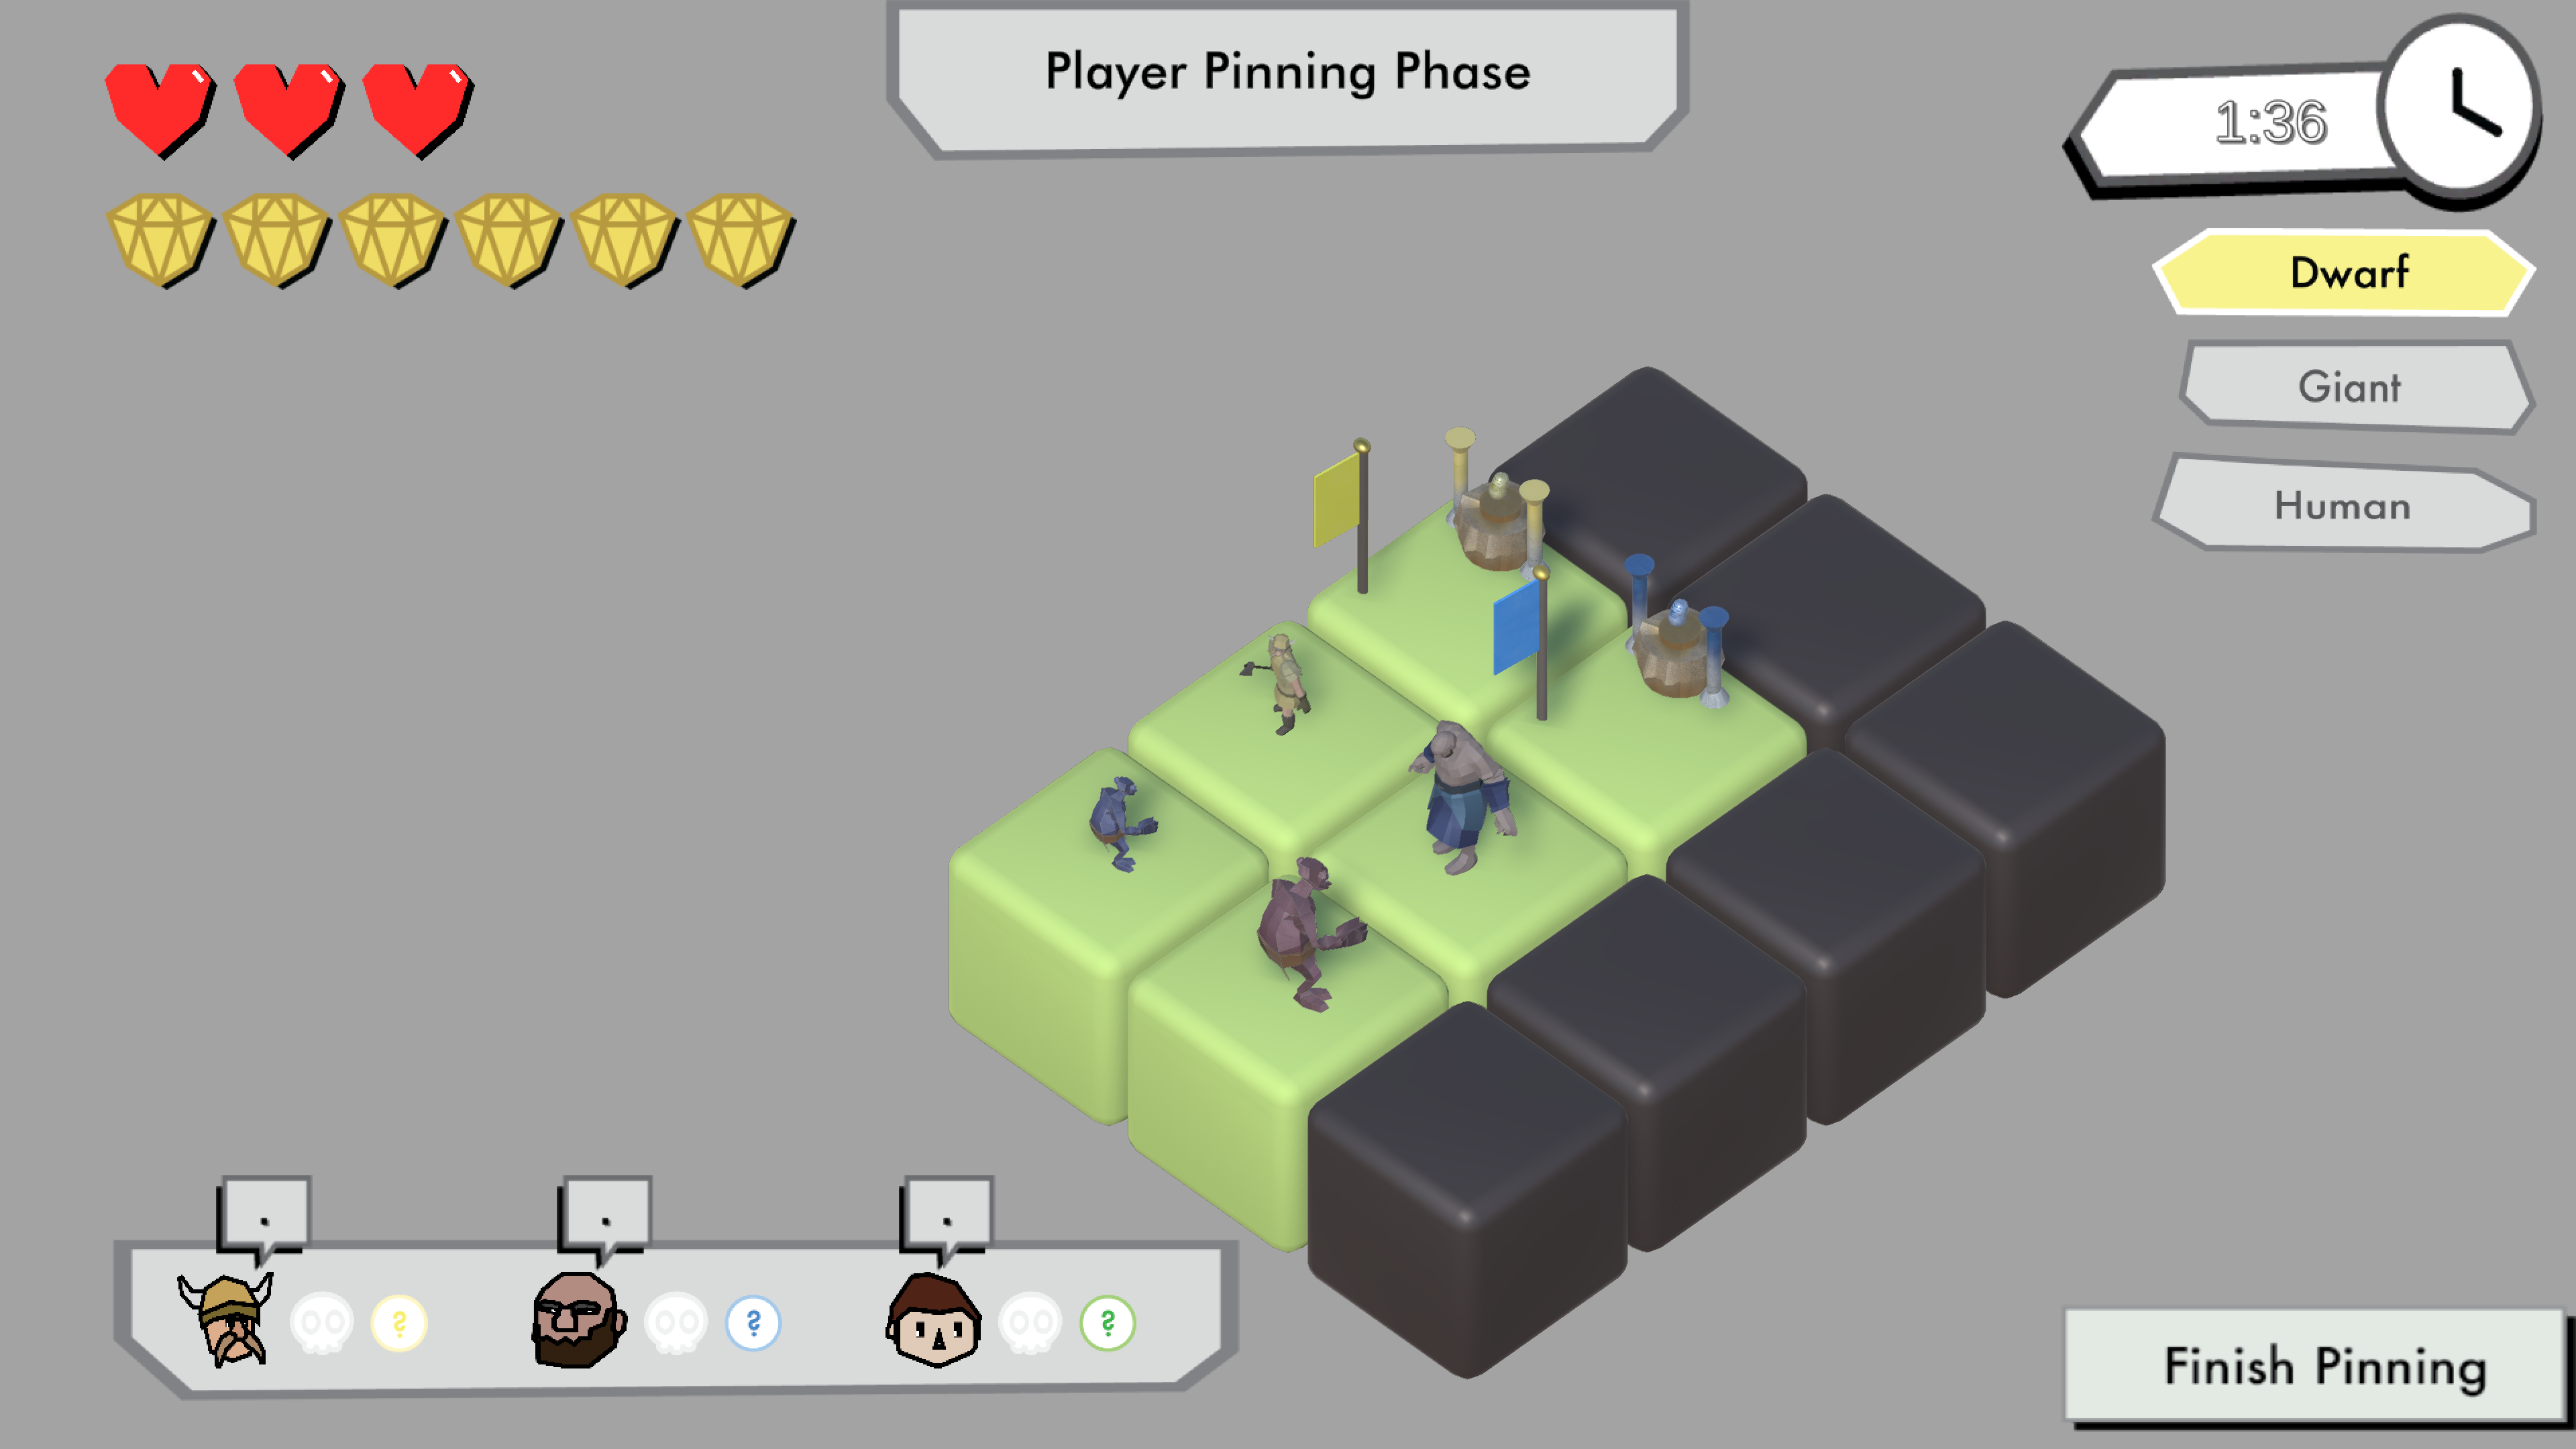 Player Pinning Phase
1:36
Dwarf
Giant
Human
. . .
? ? ?
Finish Pinning